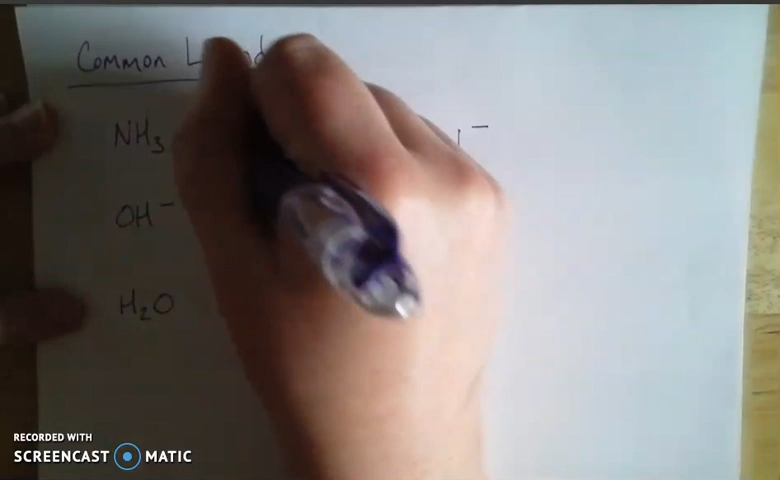 Common
NH₃
OH⁻
H₂O
RECORDED WITH
SCREENCAST MATIC